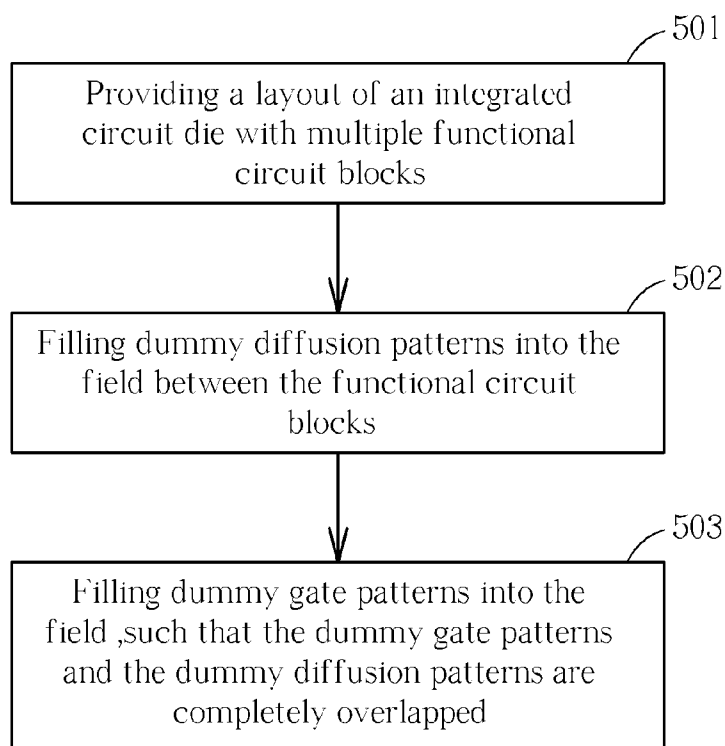 501
Providing a layout of an integrated
circuit die with multiple functional
circuit blocks
502
Filling dummy diffusion patterns into the
field between the functional circuit
blocks
503
Filling dummy gate patterns into the
field ,such that the dummy gate patterns
and the dummy diffusion patterns are
completely overlapped